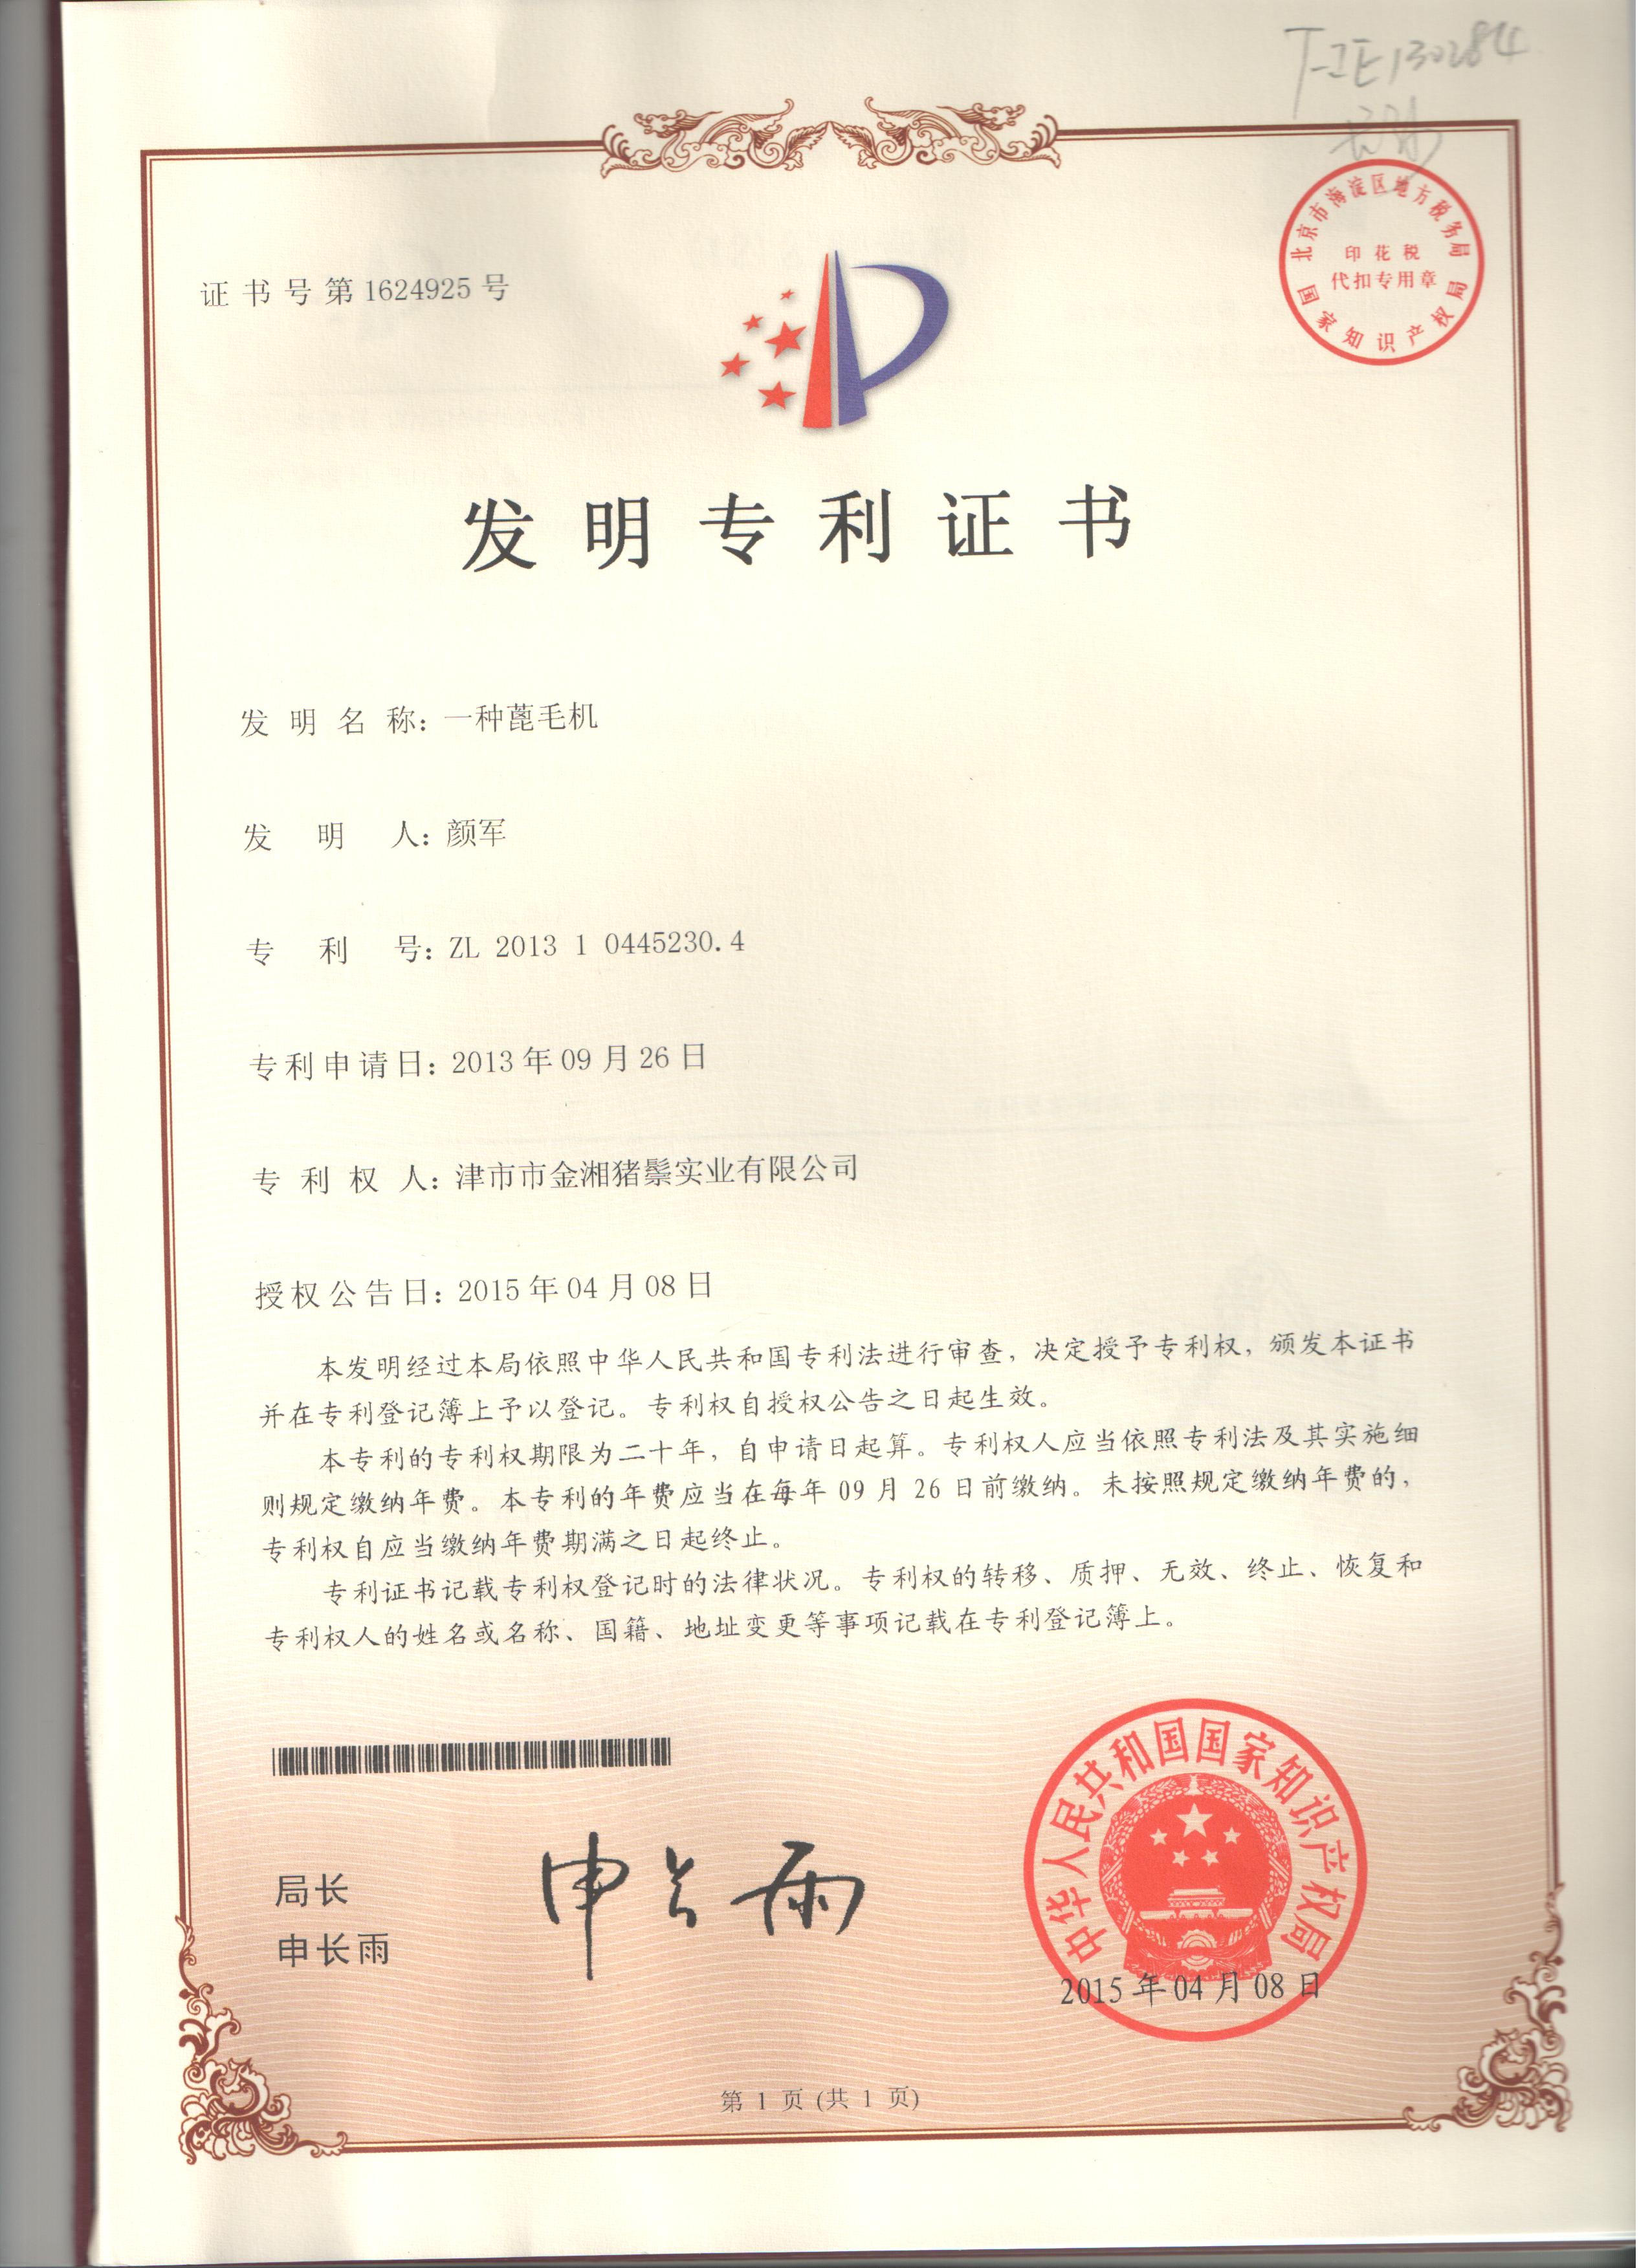 T-JE130284
北京市海淀区地方税务局
印花税
代扣专用章
国家知识产权局
证书号第1624925号
发明专利证书
发明名称：一种蓖毛机
发明人：颜军
专利号：ZL 2013 1 0445230.4
专利申请日：2013年09月26日
专利权人：津市市金湘猪鬃实业有限公司
授权公告日：2015年04月08日
本发明经过本局依照中华人民共和国专利法进行审查，决定授予专利权，颁发本证书
并在专利登记簿上予以登记。专利权自授权公告之日起生效。
本专利的专利权期限为二十年，自申请日起算。专利权人应当依照专利法及其实施细
则规定缴纳年费。本专利的年费应当在每年09月26日前缴纳。未按照规定缴纳年费的，
专利权自应当缴纳年费期满之日起终止。
专利证书记载专利权登记时的法律状况。专利权的转移、质押、无效、终止、恢复和
专利权人的姓名或名称、国籍、地址变更等事项记载在专利登记簿上。
局长
申长雨
申长雨
中华人民共和国国家知识产权局
2015年04月08日
第 1 页 (共 1 页)